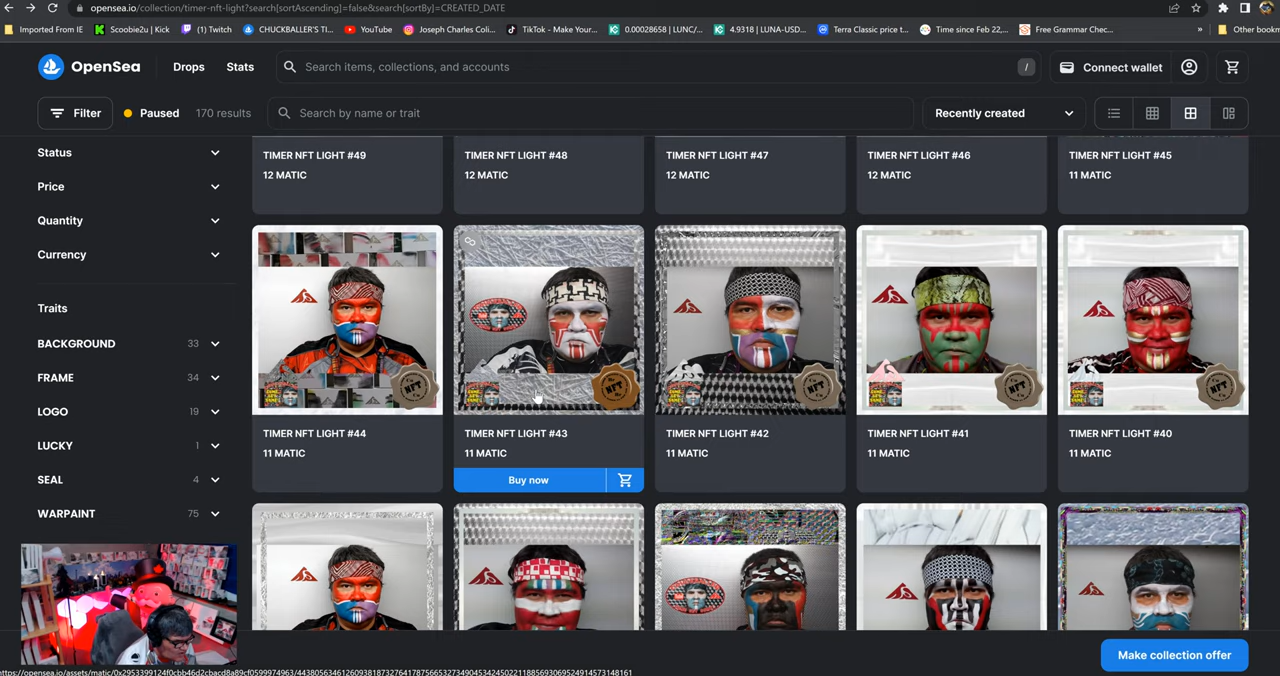 opensea.io/collection/timer-nft-light?search[sortAscending]=false&search[sortBy]=CREATED_DATE
Imported From IE
Scoobie2u | Kick
(1) Twitch
CHUCKBALLER'S TI...
YouTube
Joseph Charles Coli...
TikTok - Make Your...
0.00028658 | LUNC/...
4.9318 | LUNA-USD...
Terra Classic price t...
Time since Feb 22,...
Free Grammar Chec...
»
Other bookm
OpenSea
Drops
Stats
Search items, collections, and accounts
/
Connect wallet
Filter
Paused
170 results
Search by name or trait
Recently created
Status
Price
Quantity
Currency
Traits
BACKGROUND 33
FRAME 34
LOGO 19
LUCKY 1
SEAL 4
WARPAINT 75
TIMER NFT LIGHT #49
12 MATIC
TIMER NFT LIGHT #48
12 MATIC
TIMER NFT LIGHT #47
12 MATIC
TIMER NFT LIGHT #46
12 MATIC
TIMER NFT LIGHT #45
11 MATIC
NFT
NFT
NFT
NFT
NFT
TIMER NFT LIGHT #44
11 MATIC
TIMER NFT LIGHT #43
11 MATIC
Buy now
TIMER NFT LIGHT #42
11 MATIC
TIMER NFT LIGHT #41
11 MATIC
TIMER NFT LIGHT #40
11 MATIC
Make collection offer